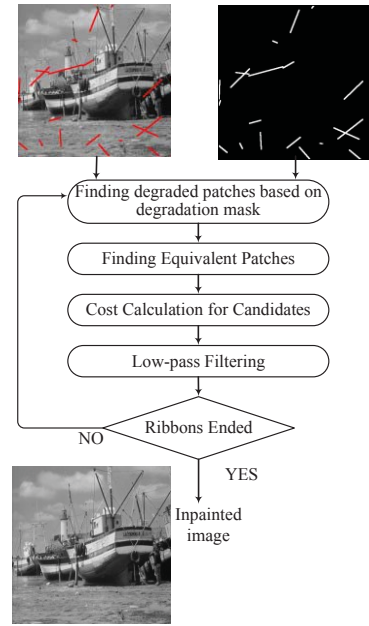 Finding degraded patches based on
degradation mask
Finding Equivalent Patches
Cost Calculation for Candidates
Low-pass Filtering
Ribbons Ended
NO
YES
Inpainted
image